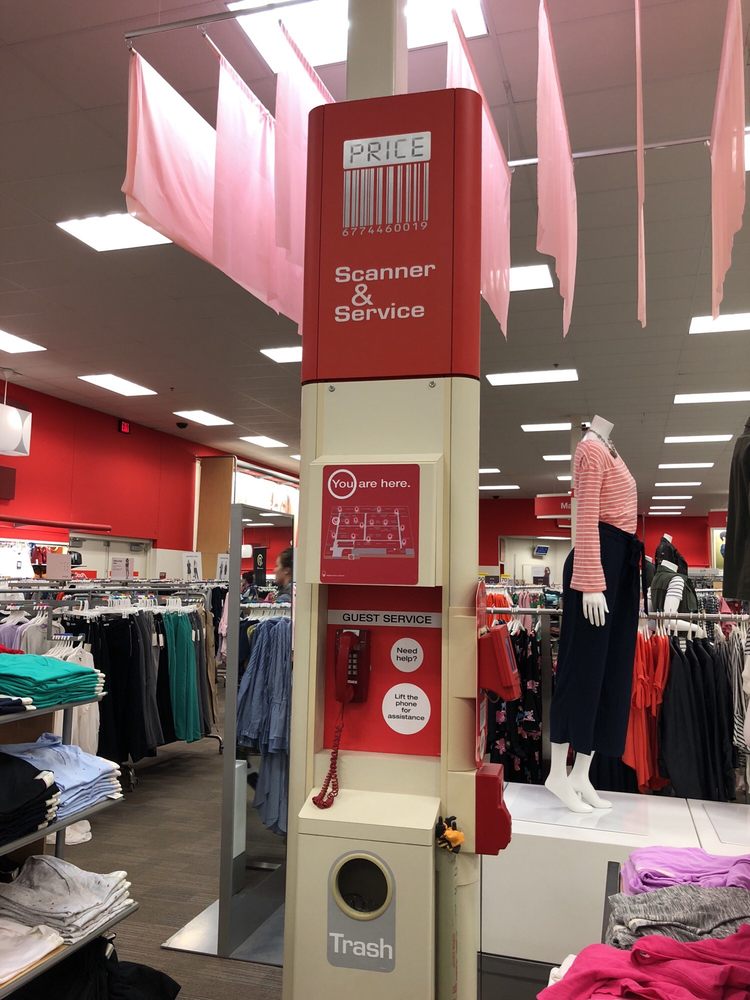 PRICE
6774460019
Scanner
&
Service
You are here.
GUEST SERVICE
Need
help?
Lift the
phone
for
assistance
Trash